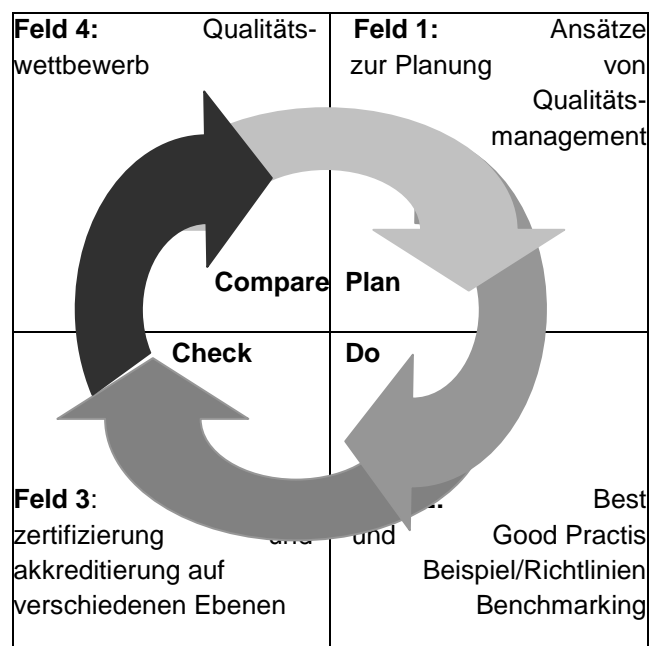 Feld 4: Qualitäts-
wettbewerb
Feld 1: Ansätze
zur Planung von
Qualitäts-
management
Compare
Plan
Check
Do
Feld 3:
zertifizierung und
akkreditierung auf
verschiedenen Ebenen
2: Best
und Good Practis
Beispiel/Richtlinien
Benchmarking